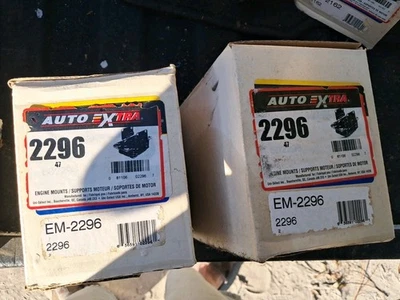 2162
AUTO EXTRA
2296
47
ENGINE MOUNTS / SUPPORTS MOTEUR / SOPORTES DE MOTOR
EM-2296
2296
AUTO EXTRA
2296
47
ENGINE MOUNTS / SUPPORTS MOTEUR / SOPORTES DE MOTOR
EM-2296
2296